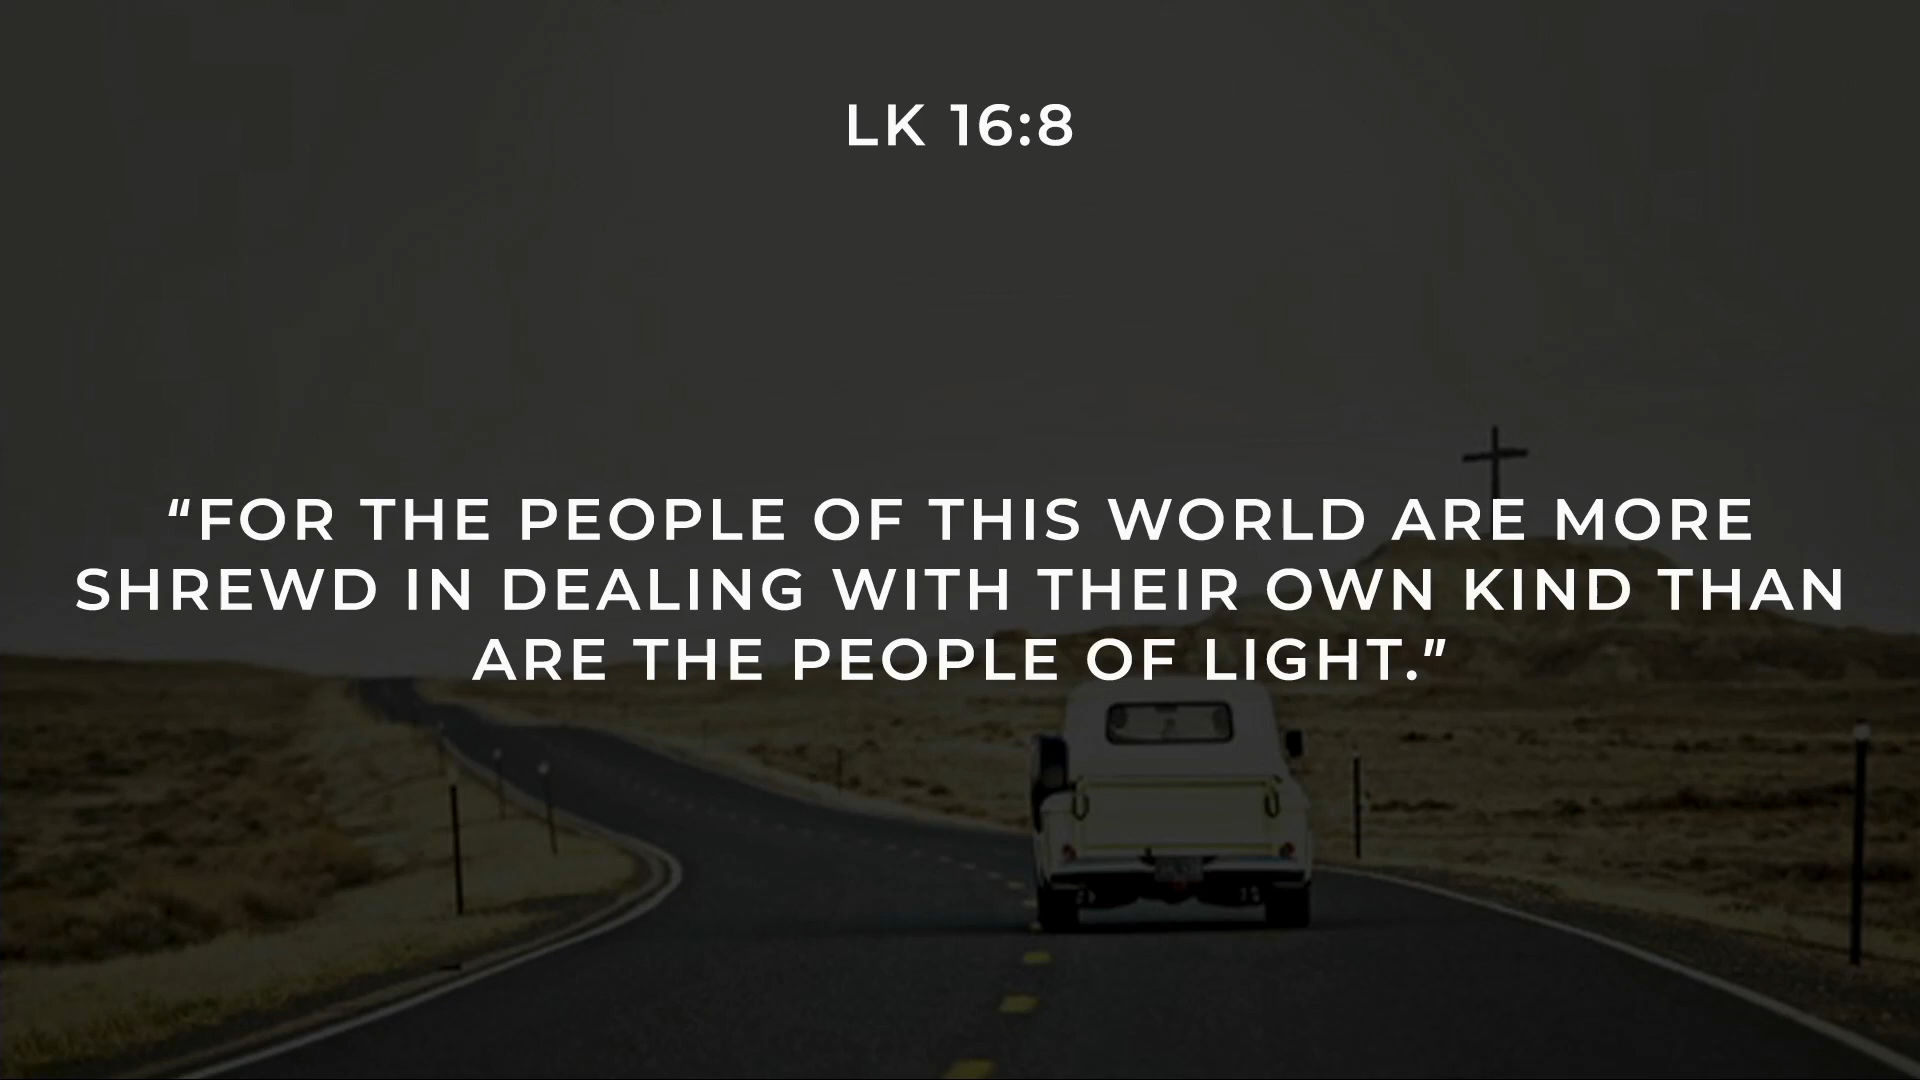 LK 16:8
“FOR THE PEOPLE OF THIS WORLD ARE MORE
SHREWD IN DEALING WITH THEIR OWN KIND THAN
ARE THE PEOPLE OF LIGHT.”